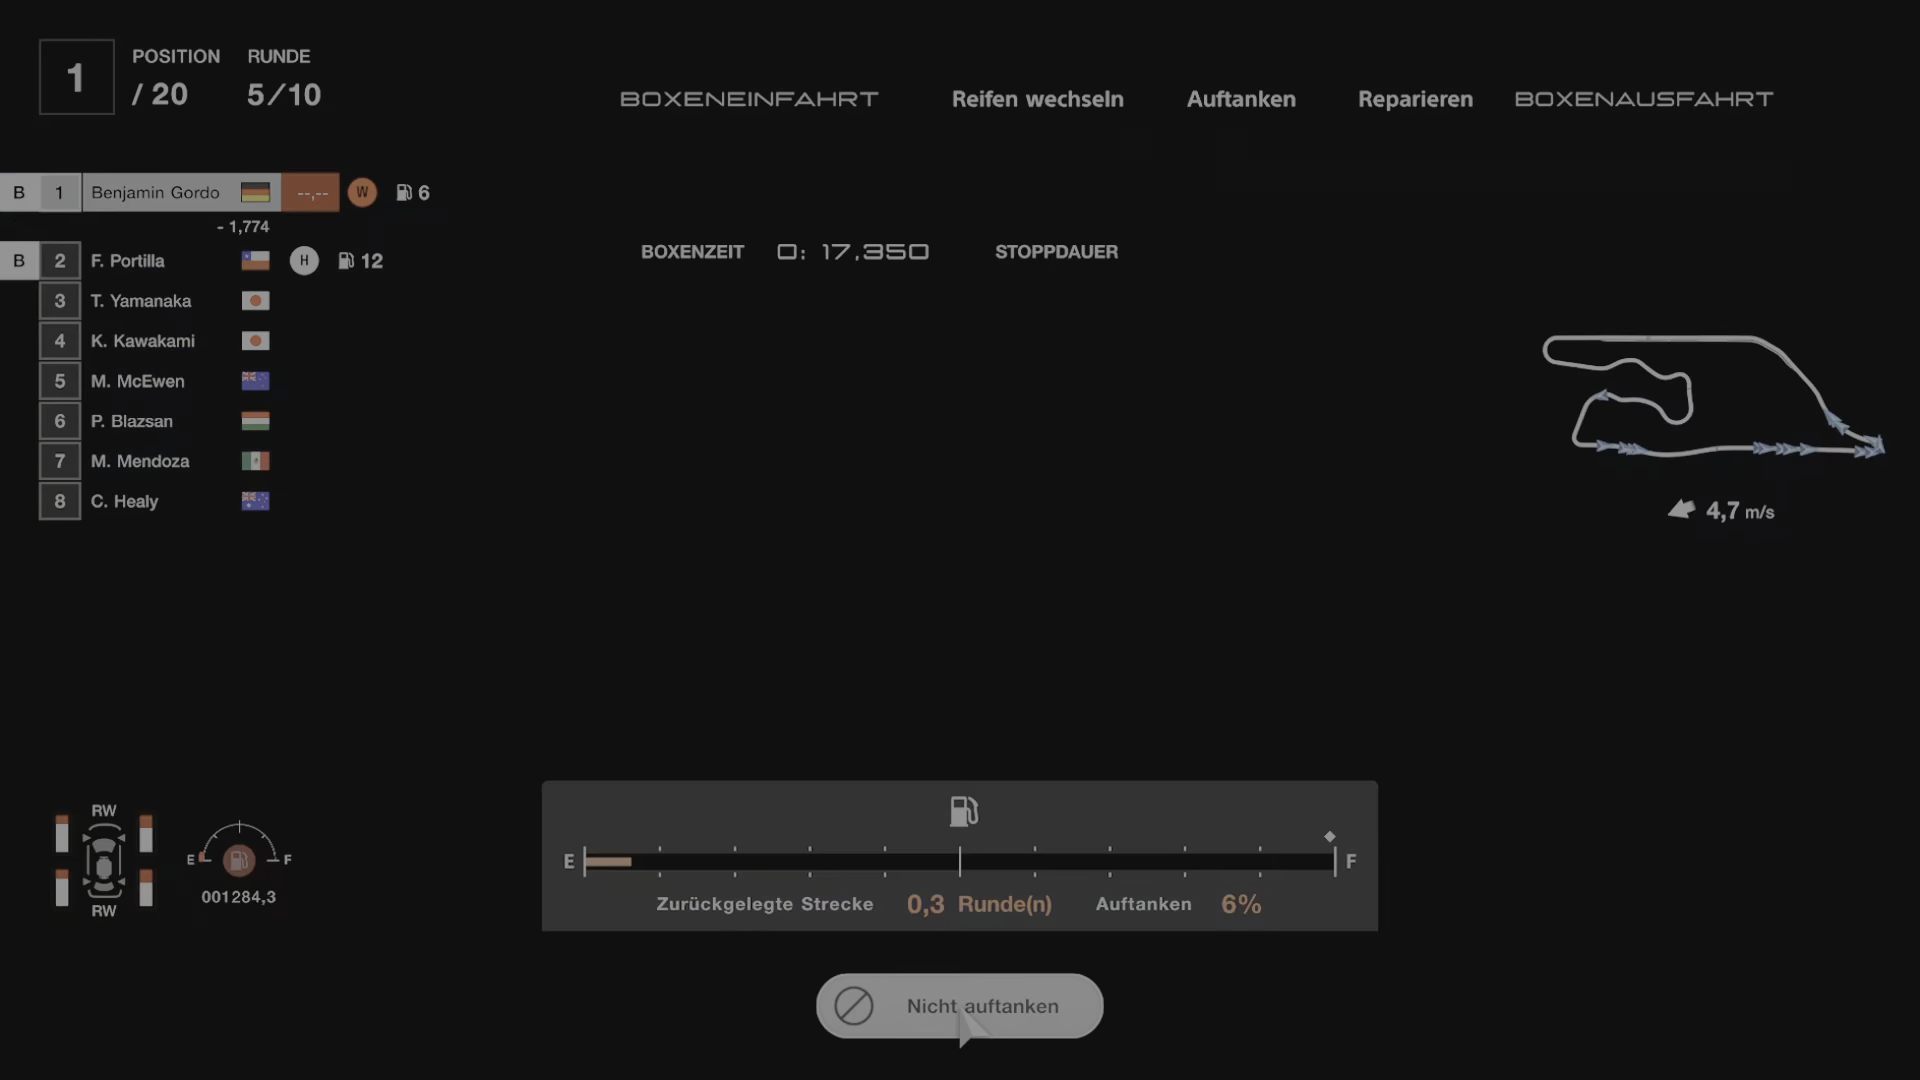 1
POSITION
/ 20
RUNDE
5/10
BOXENEINFAHRT
Reifen wechseln
Auftanken
Reparieren
BOXENAUSFAHRT
B 1 Benjamin Gordo --,-- W 6
- 1,774
B 2 F. Portilla H 12
3 T. Yamanaka
4 K. Kawakami
5 M. McEwen
6 P. Blazsan
7 M. Mendoza
8 C. Healy
BOXENZEIT 0: 17,350 STOPPDAUER
4,7 m/s
RW
RW
E F
001284,3
E F
Zurückgelegte Strecke 0,3 Runde(n) Auftanken 6%
Nicht auftanken